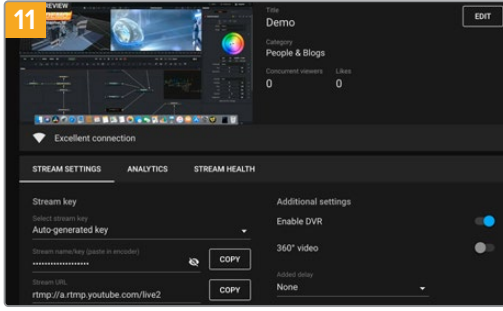 11
PREVIEW
Title
Demo
EDIT
Category
People & Blogs
Concurrent viewers Likes
0 0
Excellent connection
STREAM SETTINGS ANALYTICS STREAM HEALTH
Stream key
Select stream key
Auto-generated key
Stream name/key (paste in encoder)
••••••••••••••••••• COPY
Stream URL
rtmp://a.rtmp.youtube.com/live2 COPY
Additional settings
Enable DVR
360° video
Added delay
None